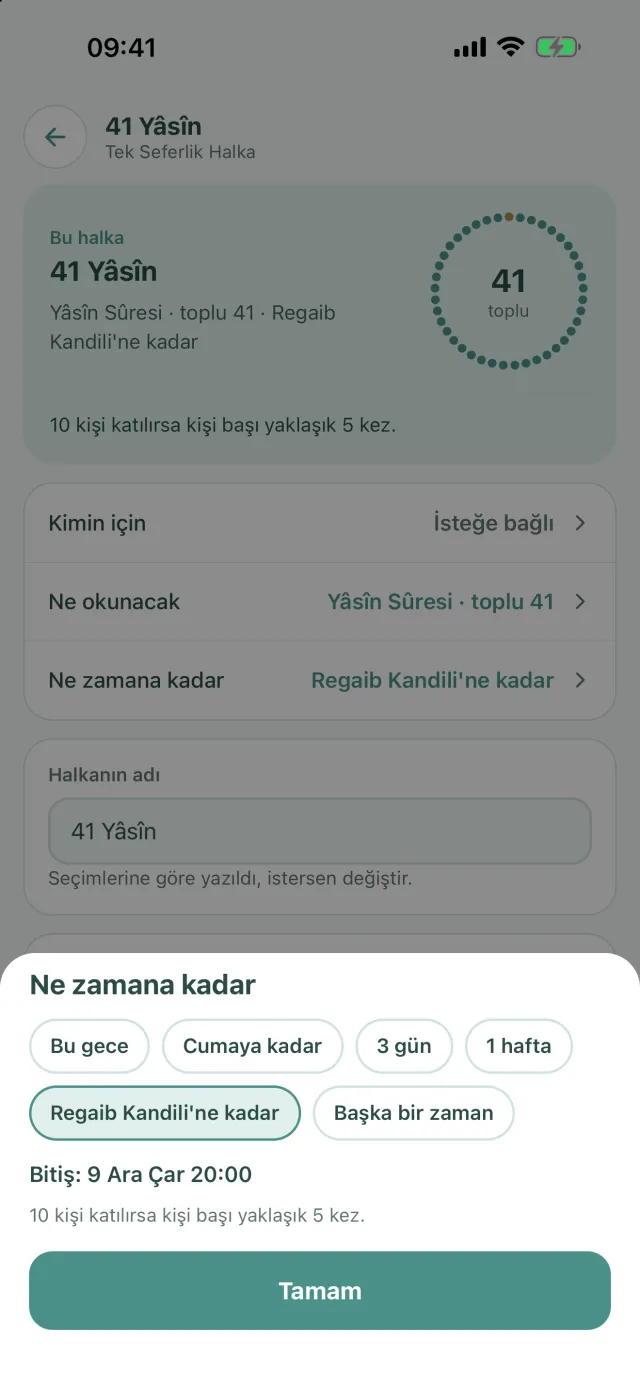 09:41
41 Yâsîn
Tek Seferlik Halka
Bu halka
41 Yâsîn
Yâsîn Sûresi · toplu 41 · Regaib
Kandili'ne kadar
41
toplu
10 kişi katılırsa kişi başı yaklaşık 5 kez.
Kimin için
İsteğe bağlı
Ne okunacak
Yâsîn Sûresi · toplu 41
Ne zamana kadar
Regaib Kandili'ne kadar
Halkanın adı
41 Yâsîn
Seçimlerine göre yazıldı, istersen değiştir.
Ne zamana kadar
Bu gece
Cumaya kadar
3 gün
1 hafta
Regaib Kandili'ne kadar
Başka bir zaman
Bitiş: 9 Ara Çar 20:00
10 kişi katılırsa kişi başı yaklaşık 5 kez.
Tamam